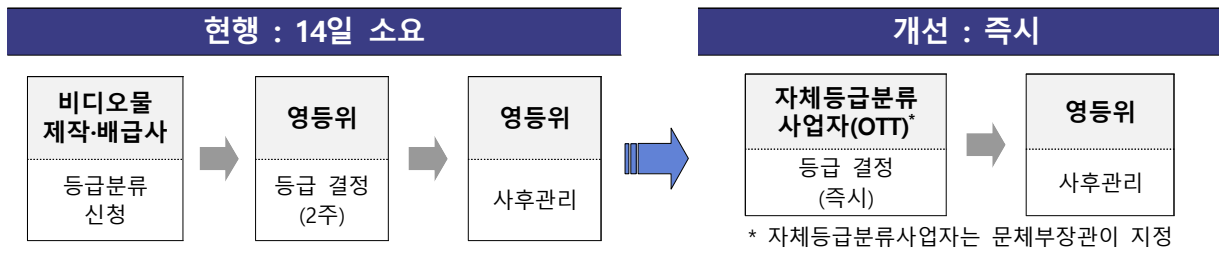 현행 : 14일 소요
개선 : 즉시
비디오물
제작·배급사
등급분류
신청
영등위
등급 결정
(2주)
영등위
사후관리
자체등급분류
사업자(OTT)*
등급 결정
(즉시)
영등위
사후관리
* 자체등급분류사업자는 문체부장관이 지정